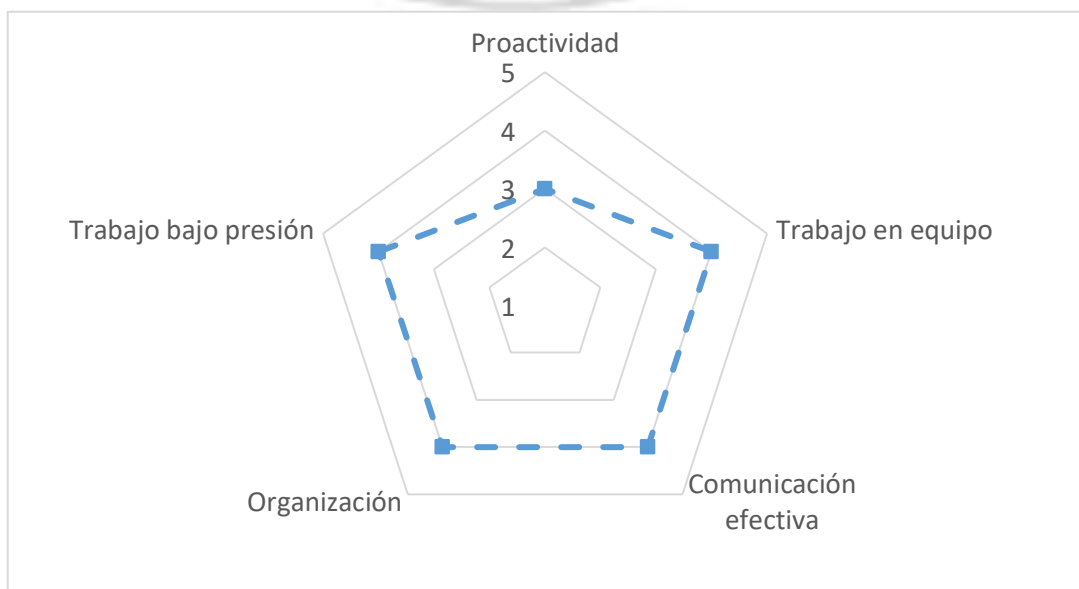 Proactividad
5
4
3
2
1
Trabajo bajo presión
Trabajo en equipo
Organización
Comunicación
efectiva